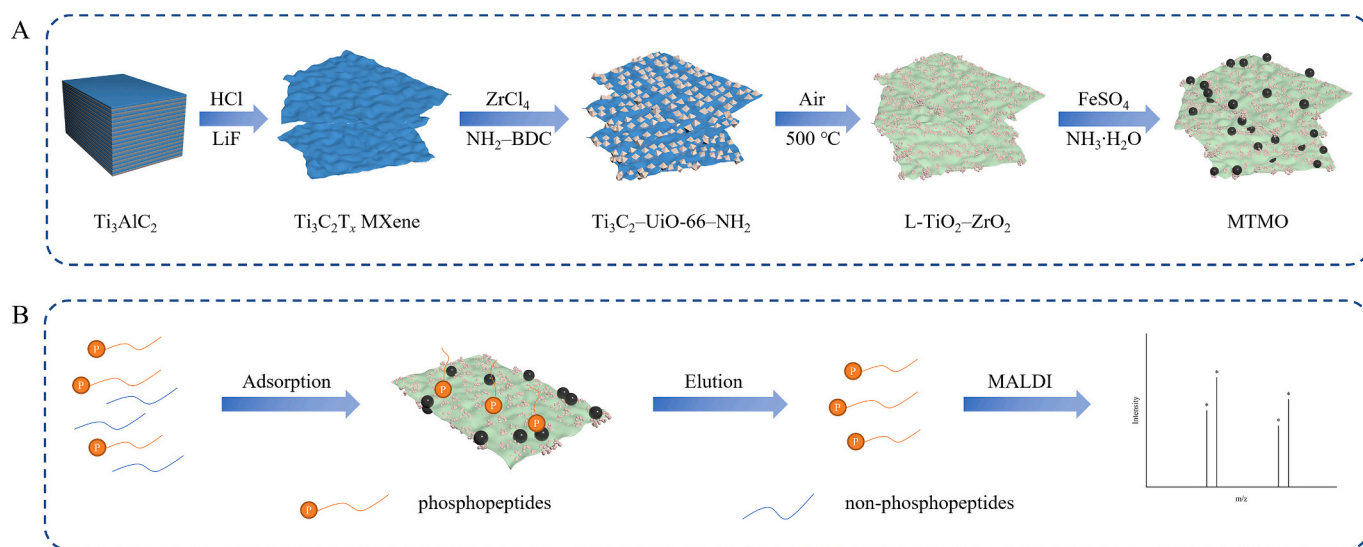 A
HCl
LiF
ZrCl₄
NH₂–BDC
Air
500 °C
FeSO₄
NH₃·H₂O
Ti₃AlC₂
Ti₃C₂Tₓ MXene
Ti₃C₂–UiO-66–NH₂
L-TiO₂–ZrO₂
MTMO
B
P
P
P
Adsorption
P
P
P
Elution
P
P
P
MALDI
Intensity
* * * *
m/z
P
phosphopeptides
non-phosphopeptides